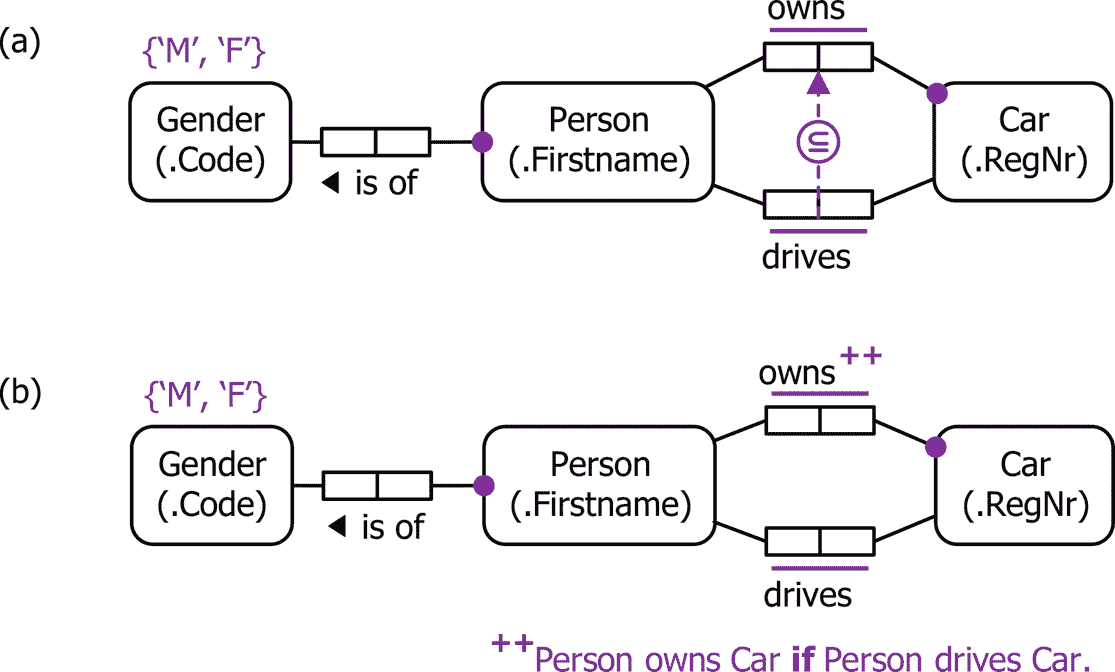 (a)
{‘M’, ‘F’}
Gender
(.Code)
◄ is of
Person
(.Firstname)
owns
⊆
drives
Car
(.RegNr)
(b)
{‘M’, ‘F’}
Gender
(.Code)
◄ is of
Person
(.Firstname)
owns++
drives
Car
(.RegNr)
++Person owns Car if Person drives Car.